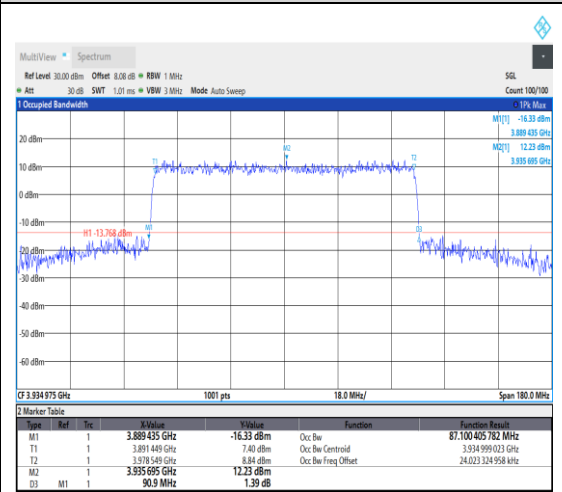 MultiView Spectrum
Ref Level 30.00 dBm Offset 8.08 dB RBW 1 MHz SGL
Att 30 dB SWT 1.01 ms VBW 3 MHz Mode Auto Sweep Count 100/100
1 Occupied Bandwidth 1Pk Max
M1[1] -16.33 dBm
3.889 435 GHz
M2[1] 12.23 dBm
3.935 695 GHz
20 dBm
M2
T1
T2
10 dBm
0 dBm
-10 dBm
H1 -13.768 dBm
M1
D3
-20 dBm
-30 dBm
-40 dBm
-50 dBm
-60 dBm
CF 3.934 975 GHz 1001 pts 18.0 MHz/ Span 180.0 MHz
2 Marker Table
Type Ref Trc X-Value Y-Value Function Function Result
M1 1 3.889 435 GHz -16.33 dBm Occ Bw 87.100 405 782 MHz
T1 1 3.891 449 GHz 7.40 dBm Occ Bw Centroid 3.934 999 023 GHz
T2 1 3.978 549 GHz 8.84 dBm Occ Bw Freq Offset 24.023 324 958 kHz
M2 1 3.935 695 GHz 12.23 dBm
D3 M1 1 90.9 MHz 1.39 dB